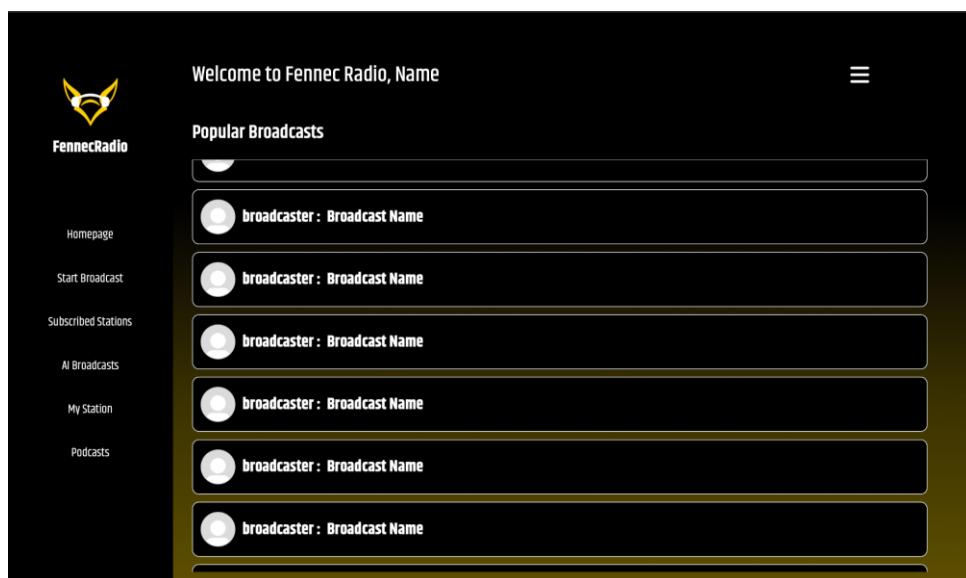 Welcome to Fennec Radio, Name
Popular Broadcasts
FennecRadio
Homepage
Start Broadcast
Subscribed Stations
AI Broadcasts
My Station
Podcasts
broadcaster : Broadcast Name
broadcaster : Broadcast Name
broadcaster : Broadcast Name
broadcaster : Broadcast Name
broadcaster : Broadcast Name
broadcaster : Broadcast Name